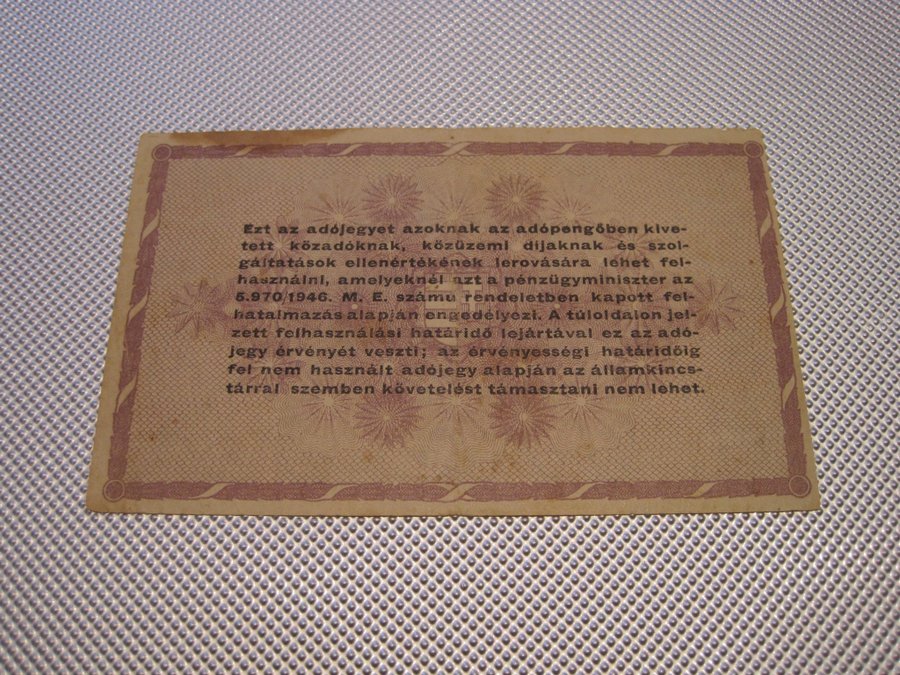 Ezt az adójegyet azoknak az adópengőben kive-
tett közadóknak, közüzemi díjaknak és szol-
gáltatások ellenértékének lerovására lehet fel-
használni, amelyeknél azt a pénzügyminiszter az
5.970/1946. M. E. számú rendeletben kapott fel-
hatalmazás alapján engedélyezi. A túloldalon jel-
zett felhasználási határidő lejártával ez az adó-
jegy érvényét veszti; az érvényességi határidőig
fel nem használt adójegy alapján az államkincs-
tárral szemben követelést támasztani nem lehet.